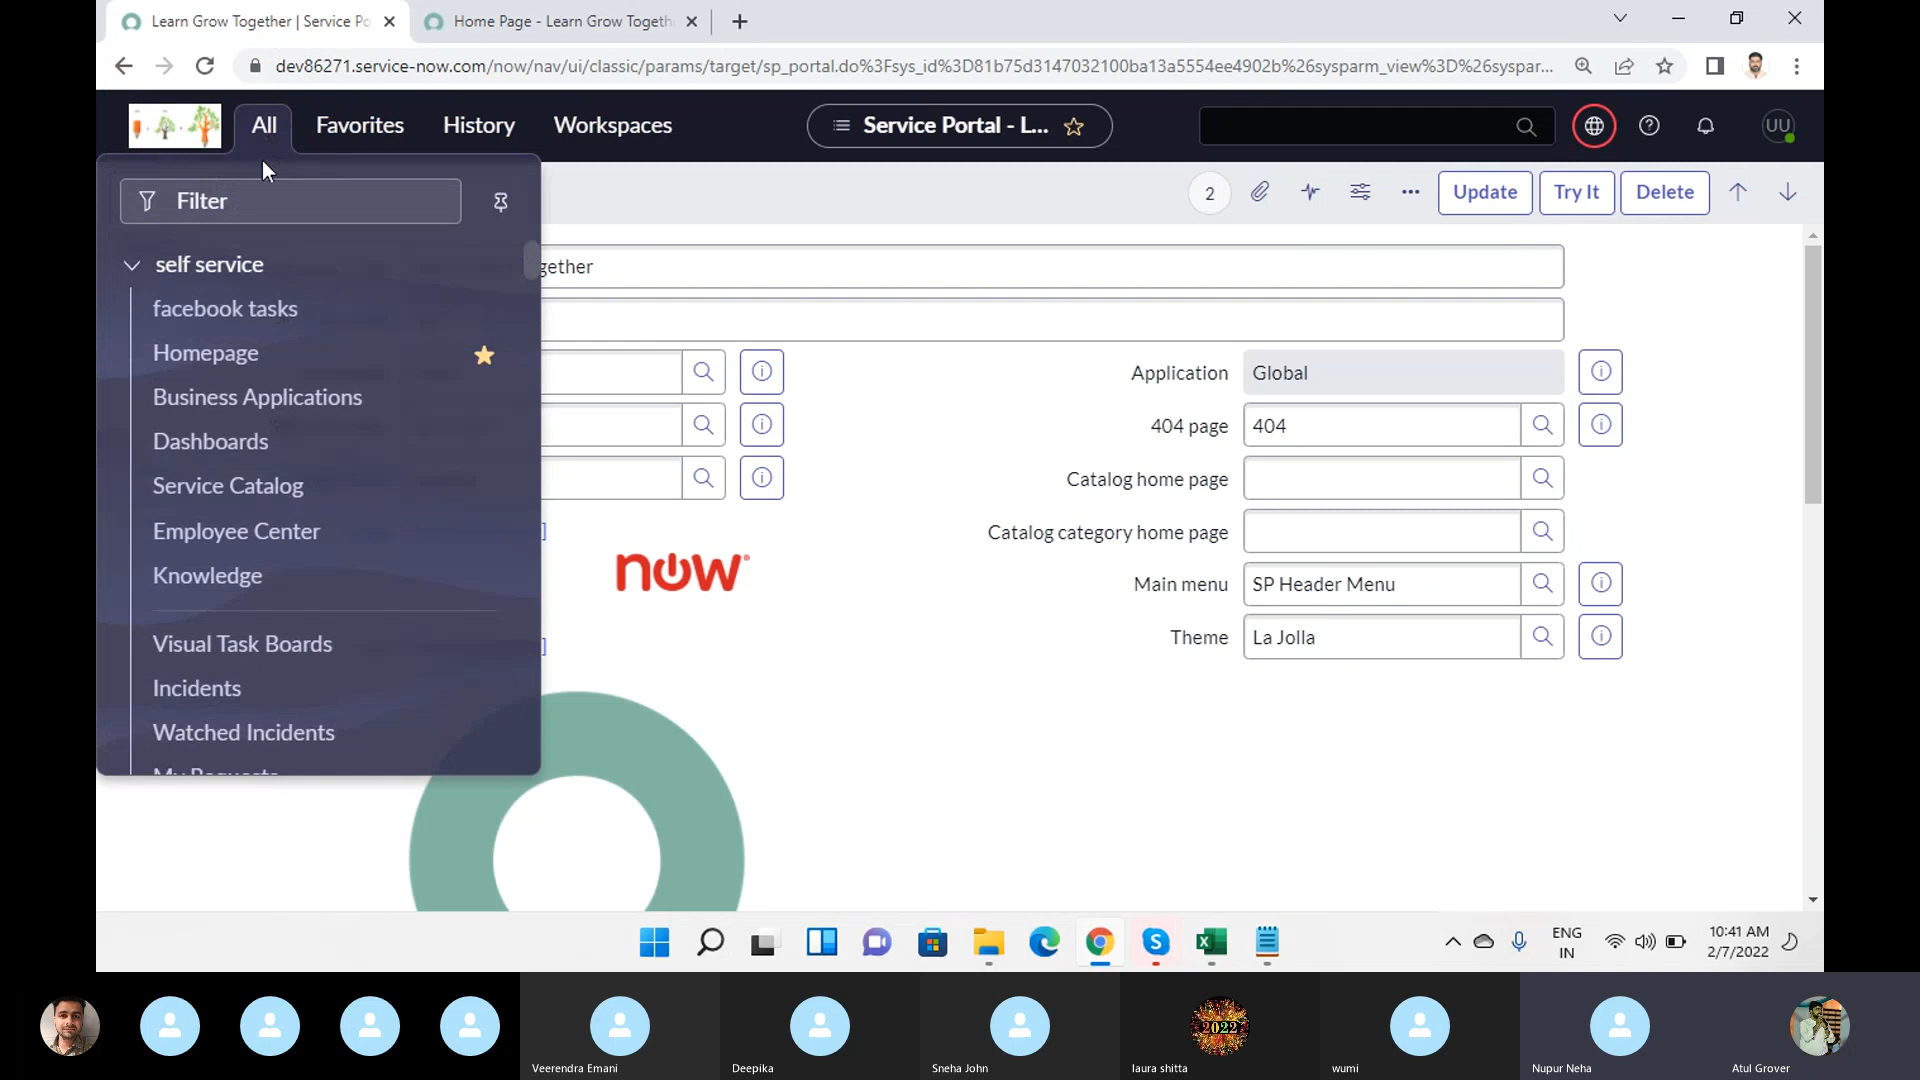 Learn Grow Together | Service Po
Home Page - Learn Grow Togeth
dev86271.service-now.com/now/nav/ui/classic/params/target/sp_portal.do%3Fsys_id%3D81b75d3147032100ba13a5554ee4902b%26sysparm_view%3D%26syspar...
All
Favorites
History
Workspaces
Service Portal - L...
UU
Filter
2
Update
Try It
Delete
self service
gether
facebook tasks
Homepage
Business Applications
Dashboards
Service Catalog
Employee Center
Knowledge
Visual Task Boards
Incidents
Watched Incidents
My Requests
Application
Global
404 page
404
Catalog home page
Catalog category home page
Main menu
SP Header Menu
Theme
La Jolla
]
now
]
ENG
IN
10:41 AM
2/7/2022
Veerendra Emani
Deepika
Sneha John
2022
laura shitta
wumi
Nupur Neha
Atul Grover